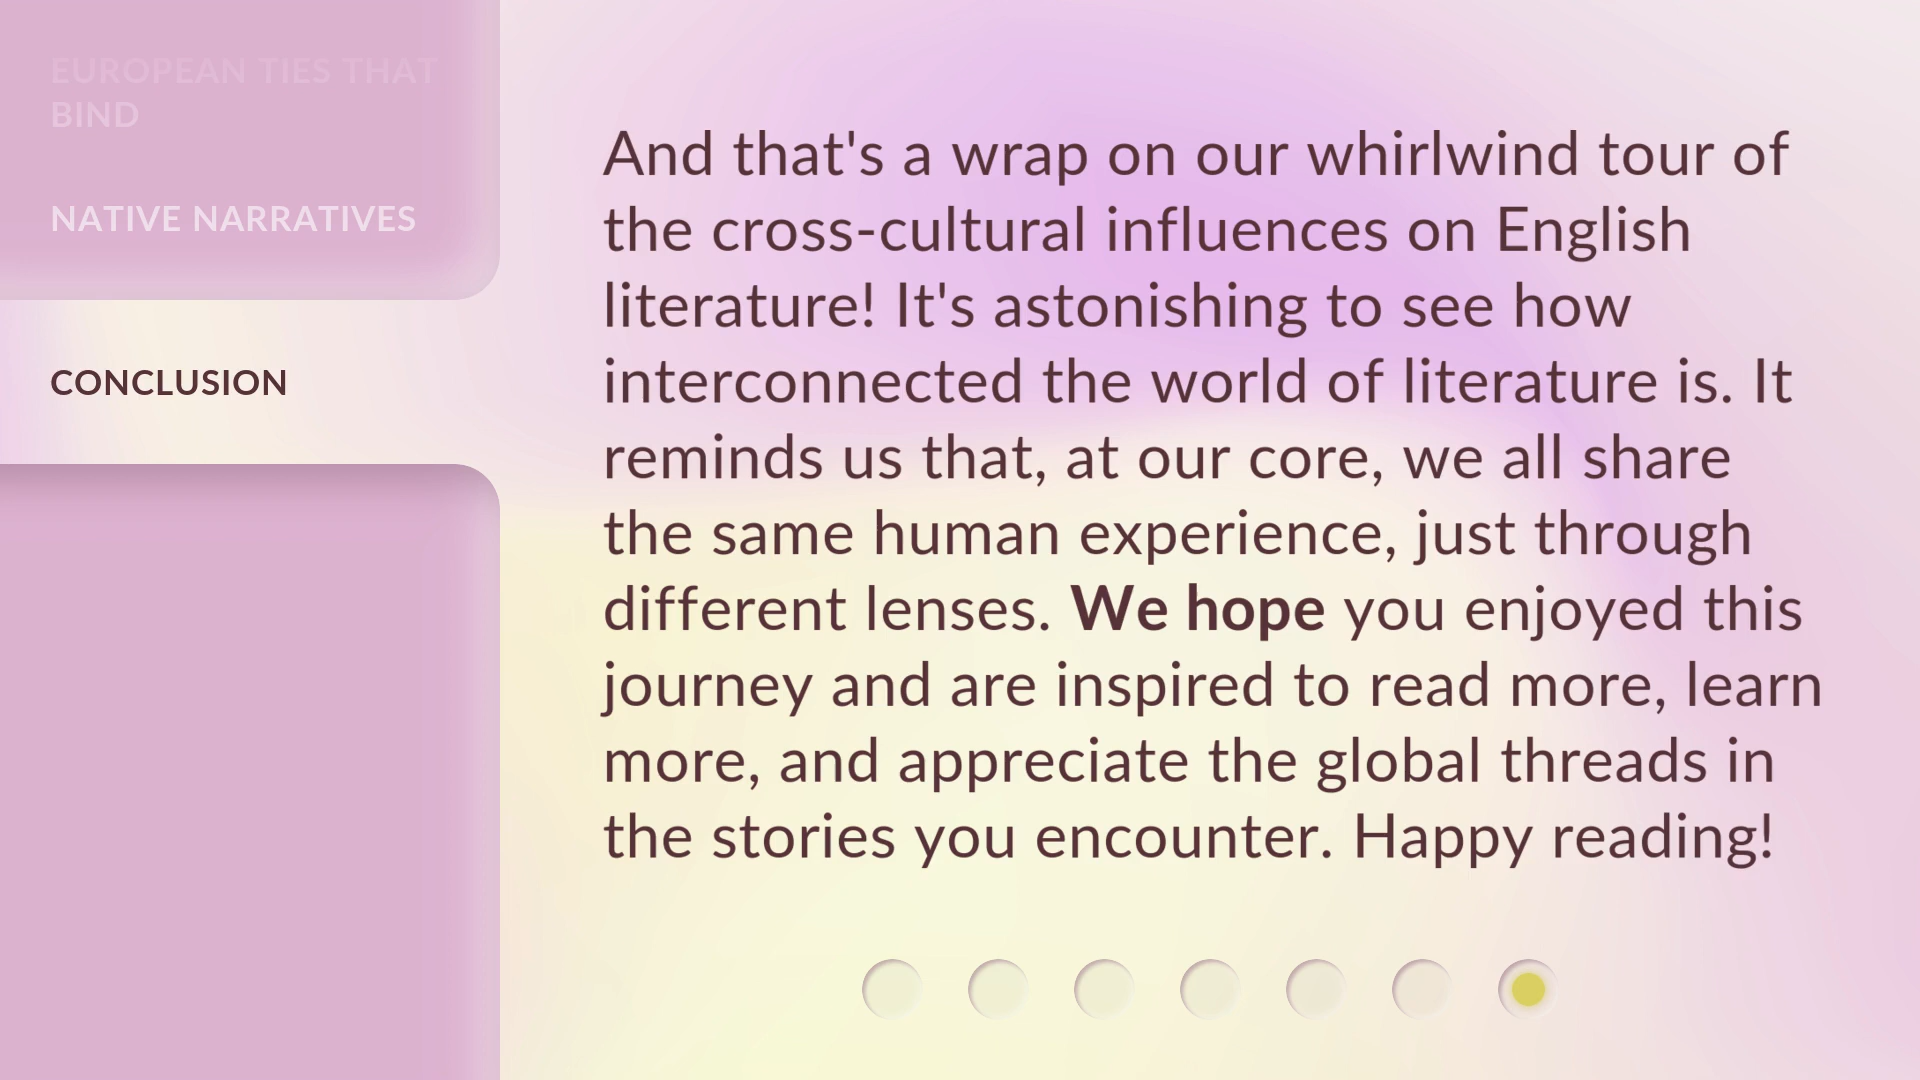 EUROPEAN TIES THAT
BIND
NATIVE NARRATIVES
CONCLUSION
And that's a wrap on our whirlwind tour of
the cross-cultural influences on English
literature! It's astonishing to see how
interconnected the world of literature is. It
reminds us that, at our core, we all share
the same human experience, just through
different lenses. We hope you enjoyed this
journey and are inspired to read more, learn
more, and appreciate the global threads in
the stories you encounter. Happy reading!